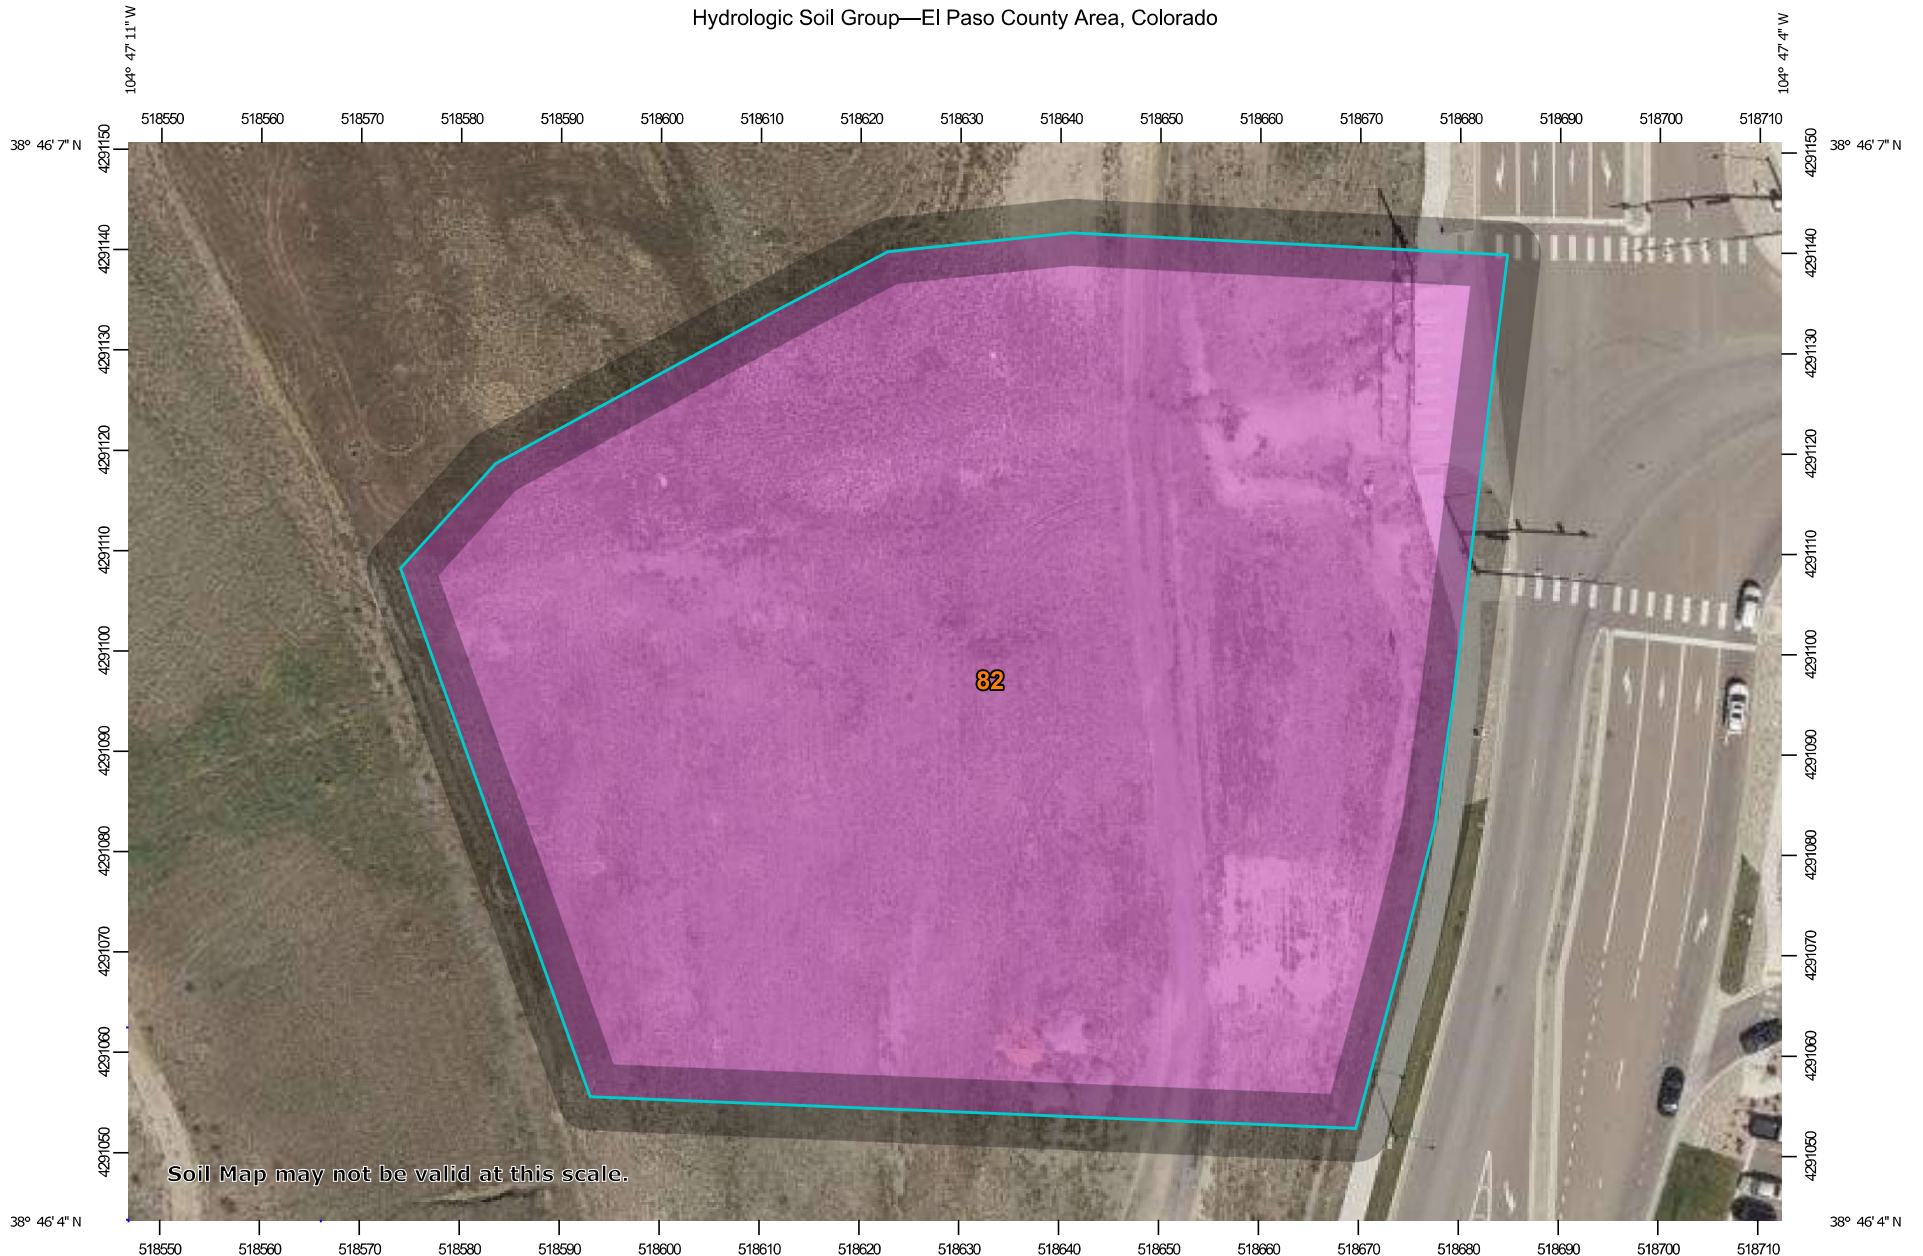 Hydrologic Soil Group—El Paso County Area, Colorado
104° 47' 11" W
104° 47' 4" W
518550 518560 518570 518580 518590 518600 518610 518620 518630 518640 518650 518660 518670 518680 518690 518700 518710
38° 46' 7" N
38° 46' 7" N
4291150 4291150
4291140 4291140
4291130 4291130
4291120 4291120
4291110 4291110
4291100 4291100
82
4291090 4291090
4291080 4291080
4291070 4291070
4291060 4291060
4291050 4291050
Soil Map may not be valid at this scale.
38° 46' 4" N
38° 46' 4" N
518550 518560 518570 518580 518590 518600 518610 518620 518630 518640 518650 518660 518670 518680 518690 518700 518710